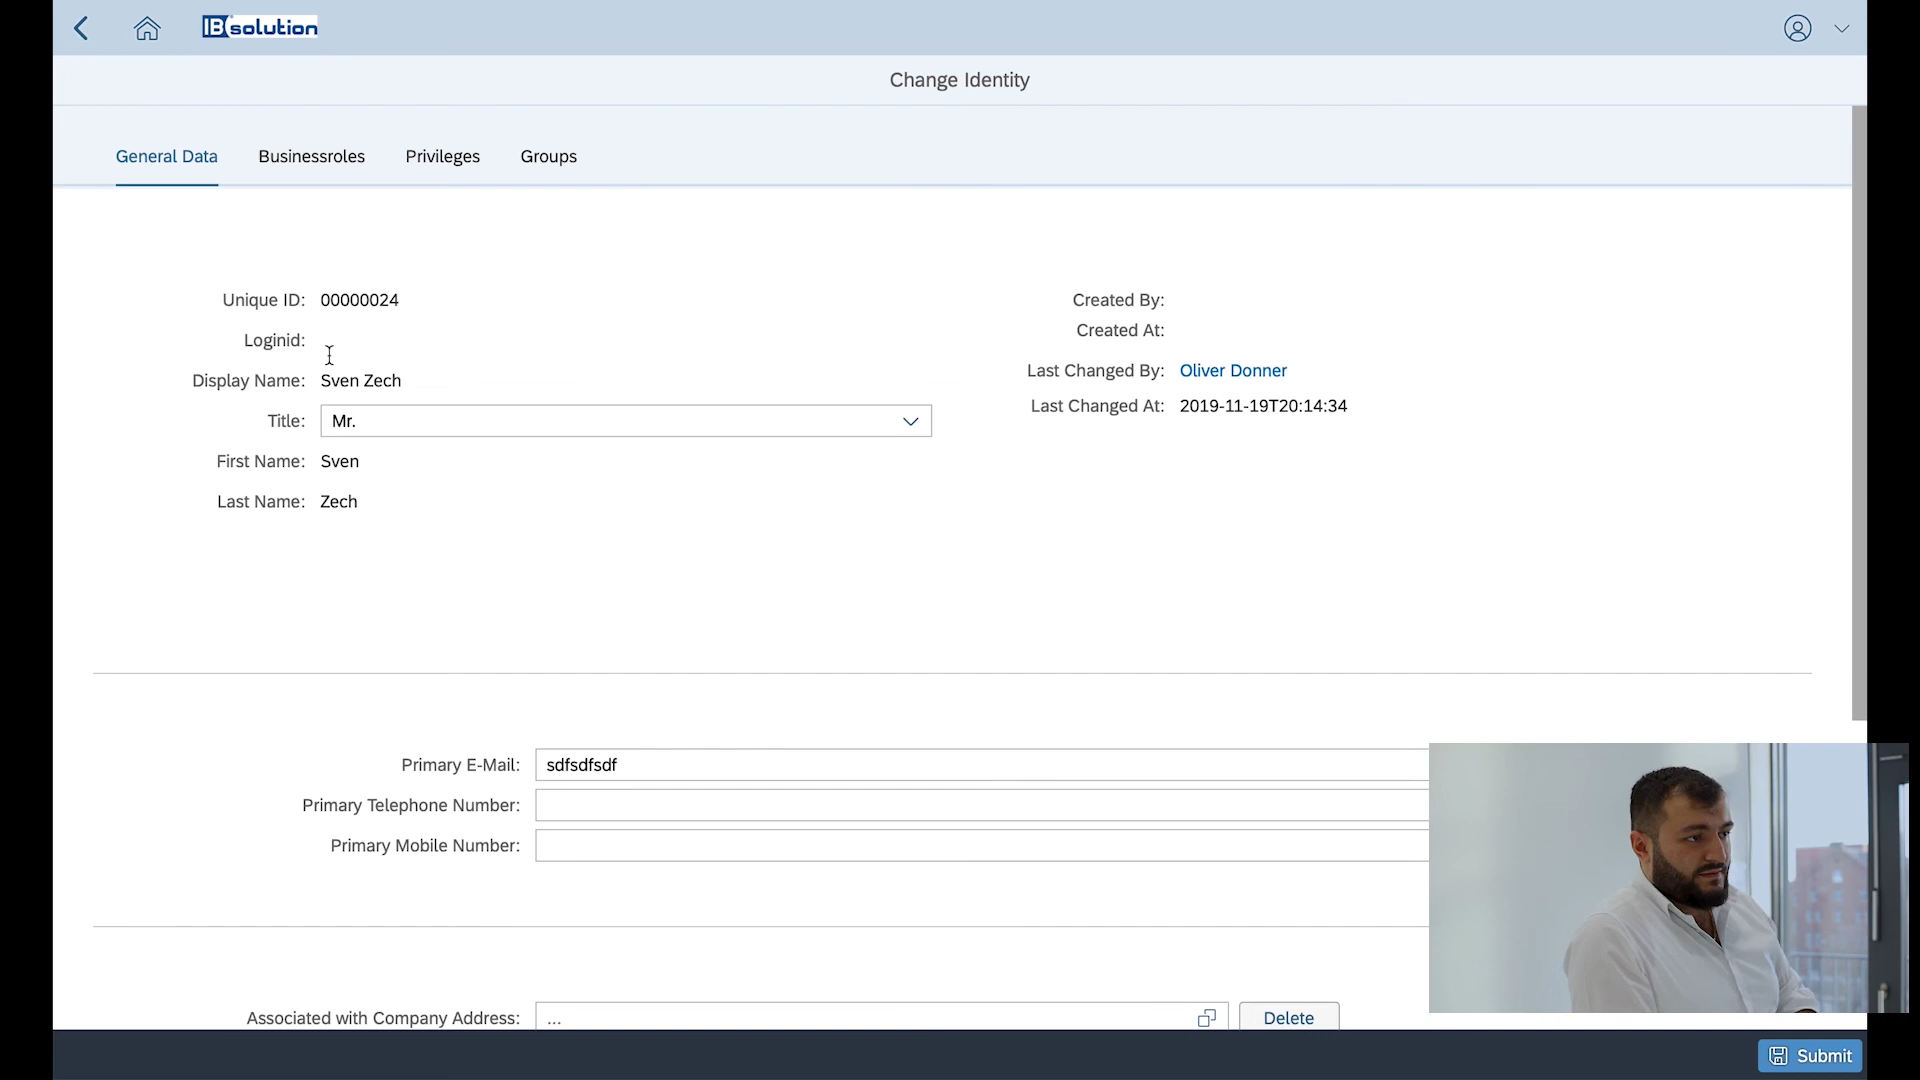 IBsolution
Change Identity
General Data Businessroles Privileges Groups
Unique ID: 00000024
Loginid:
Display Name: Sven Zech
Title: Mr.
First Name: Sven
Last Name: Zech
Created By:
Created At:
Last Changed By: Oliver Donner
Last Changed At: 2019-11-19T20:14:34
Primary E-Mail: sdfsdfsdf
Primary Telephone Number:
Primary Mobile Number:
Associated with Company Address: ... Delete
Submit